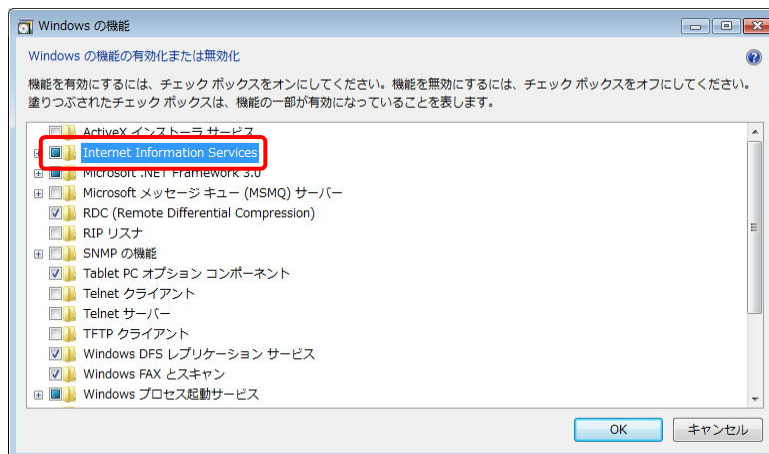 Windows の機能
Windows の機能の有効化または無効化
機能を有効にするには、チェック ボックスをオンにしてください。機能を無効にするには、チェック ボックスをオフにしてください。
塗りつぶされたチェック ボックスは、機能の一部が有効になっていることを表します。
ActiveX インストーラ サービス
Internet Information Services
Microsoft .NET Framework 3.0
Microsoft メッセージ キュー (MSMQ) サーバー
RDC (Remote Differential Compression)
RIP リスナ
SNMP の機能
Tablet PC オプション コンポーネント
Telnet クライアント
Telnet サーバー
TFTP クライアント
Windows DFS レプリケーション サービス
Windows FAX とスキャン
Windows プロセス起動サービス
OK キャンセル